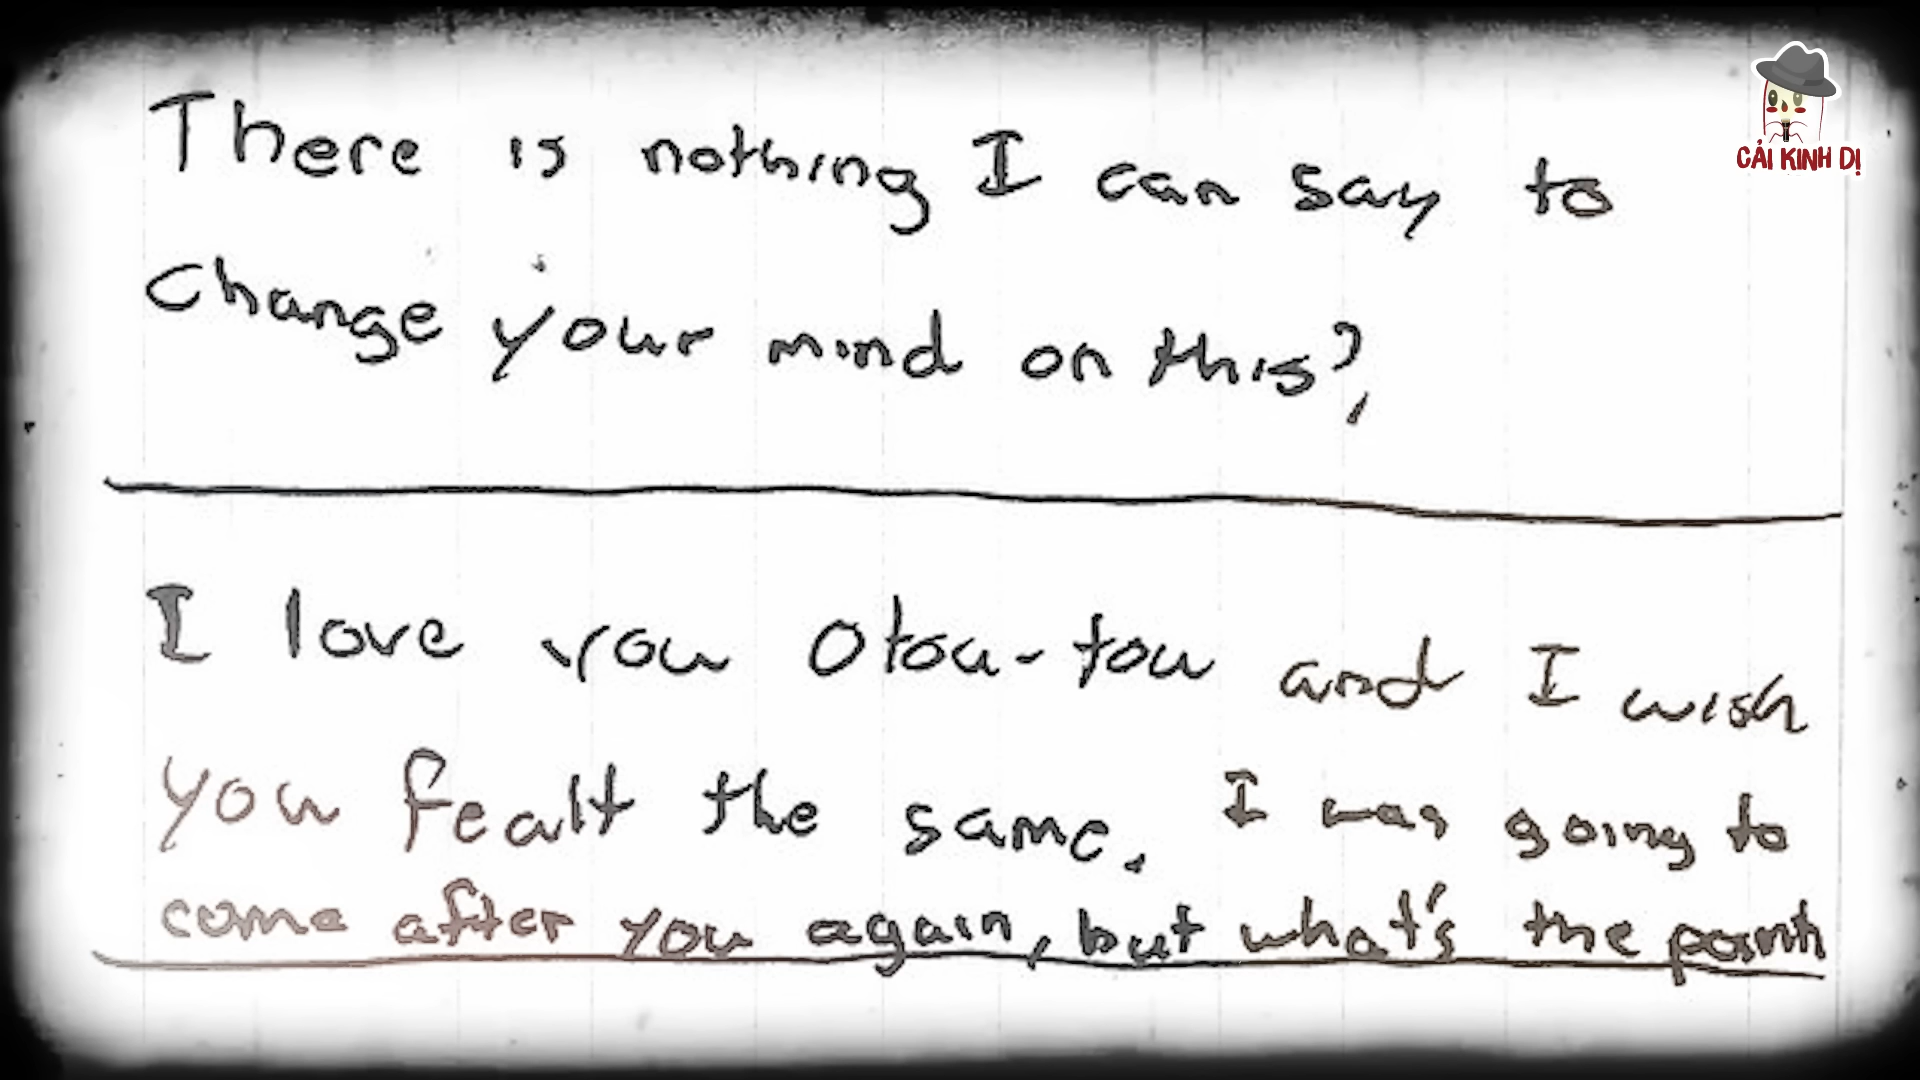 CẢI KINH DỊ
There is nothing I can say to
change your mind on this?
I love you Otou-tou and I wish
you fealt the same. I was going to
come after you again, but what's the point